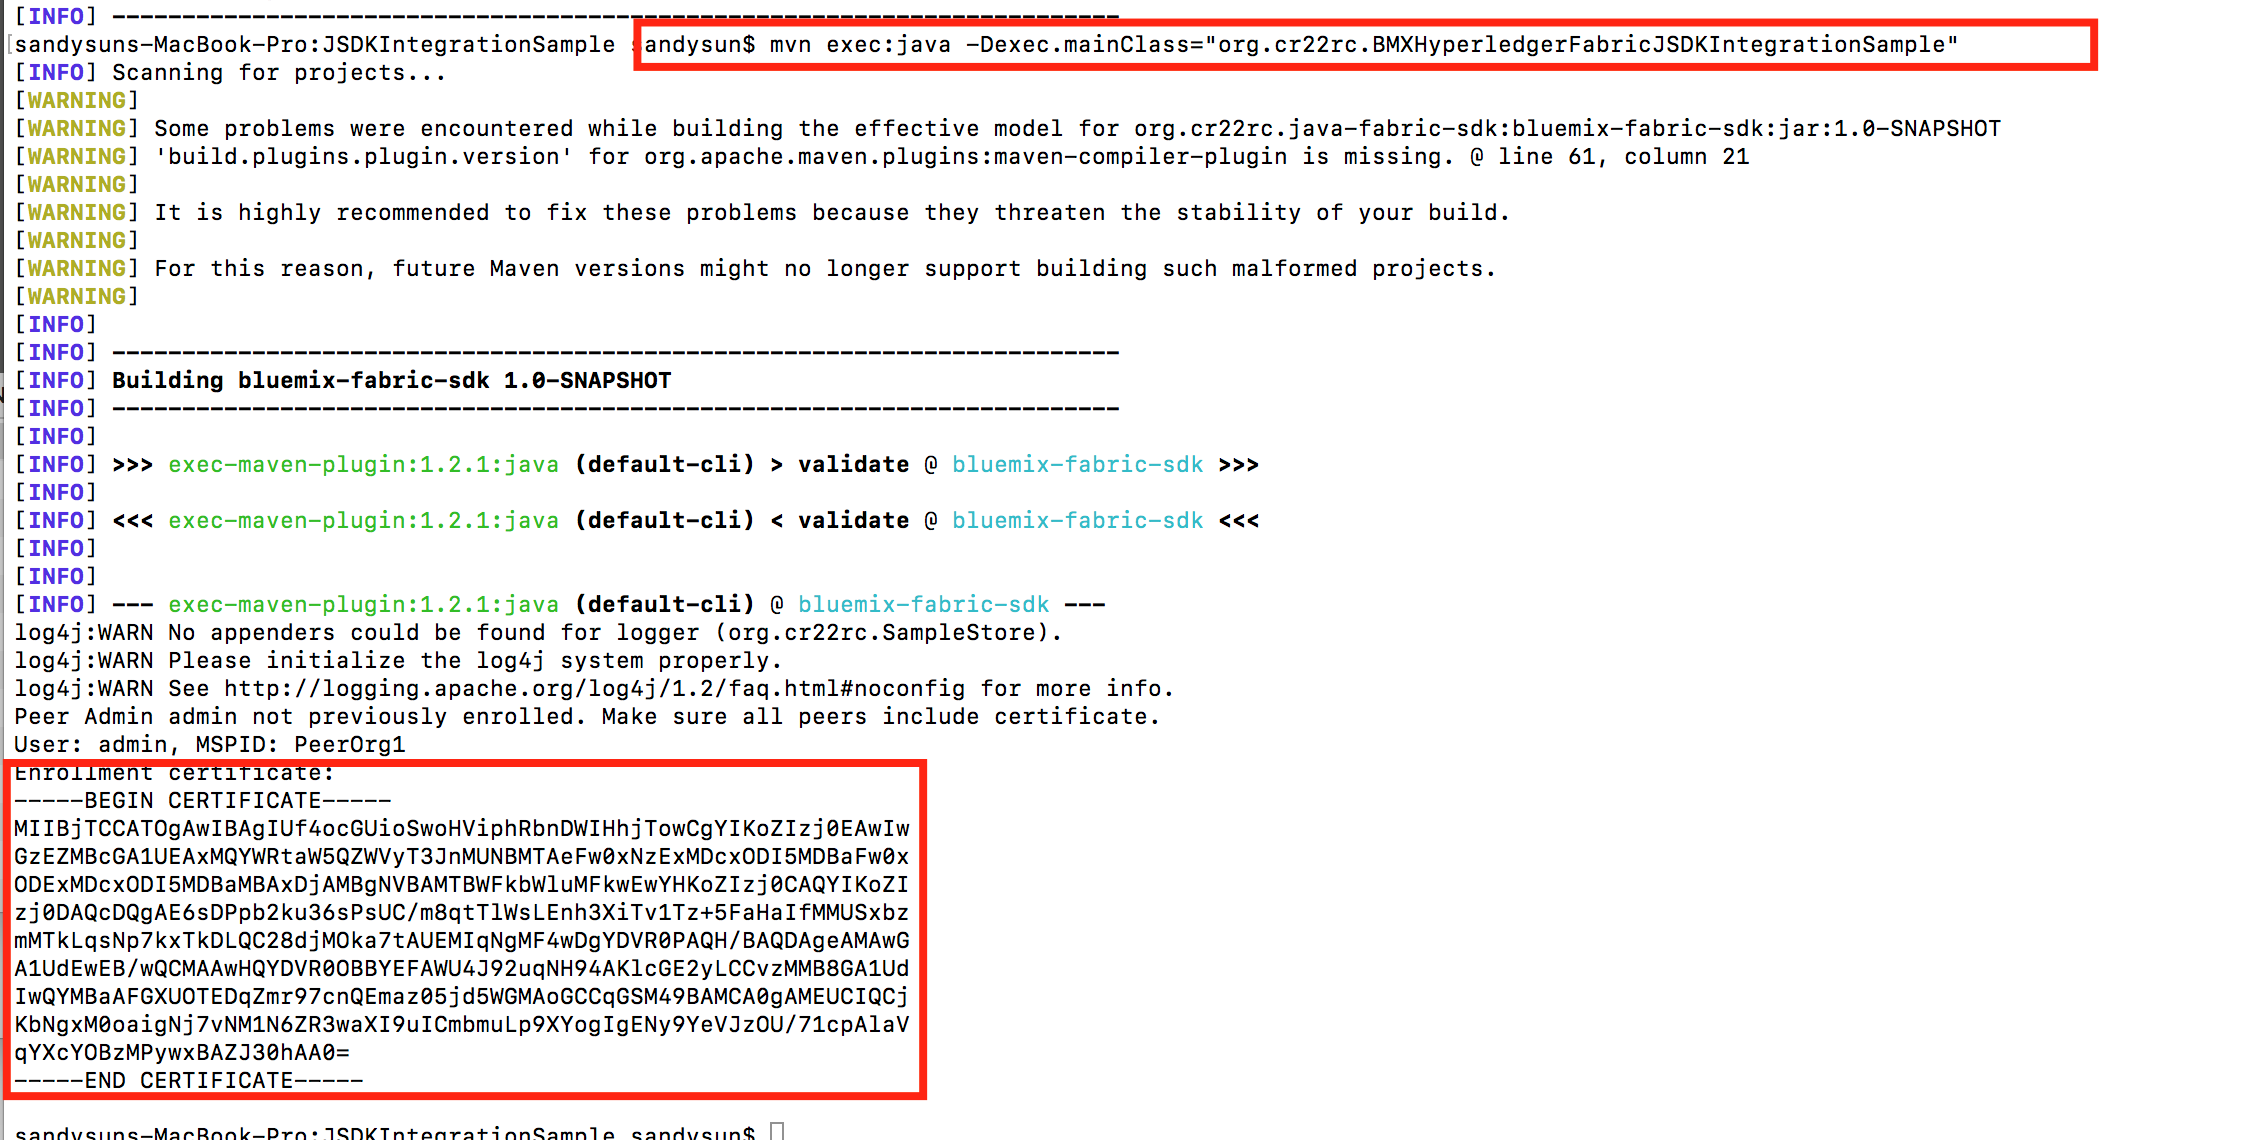 [INFO] ------------------------------------------------------------------------
sandysuns-MacBook-Pro:JSDKIntegrationSample sandysun$ mvn exec:java -Dexec.mainClass="org.cr22rc.BMXHyperledgerFabricJSDKIntegrationSample"
[INFO] Scanning for projects...
[WARNING]
[WARNING] Some problems were encountered while building the effective model for org.cr22rc.java-fabric-sdk:bluemix-fabric-sdk:jar:1.0-SNAPSHOT
[WARNING] 'build.plugins.plugin.version' for org.apache.maven.plugins:maven-compiler-plugin is missing. @ line 61, column 21
[WARNING]
[WARNING] It is highly recommended to fix these problems because they threaten the stability of your build.
[WARNING]
[WARNING] For this reason, future Maven versions might no longer support building such malformed projects.
[WARNING]
[INFO]
[INFO] ------------------------------------------------------------------------
[INFO] Building bluemix-fabric-sdk 1.0-SNAPSHOT
[INFO] ------------------------------------------------------------------------
[INFO]
[INFO] >>> exec-maven-plugin:1.2.1:java (default-cli) > validate @ bluemix-fabric-sdk >>>
[INFO]
[INFO] <<< exec-maven-plugin:1.2.1:java (default-cli) < validate @ bluemix-fabric-sdk <<<
[INFO]
[INFO]
[INFO] --- exec-maven-plugin:1.2.1:java (default-cli) @ bluemix-fabric-sdk ---
log4j:WARN No appenders could be found for logger (org.cr22rc.SampleStore).
log4j:WARN Please initialize the log4j system properly.
log4j:WARN See http://logging.apache.org/log4j/1.2/faq.html#noconfig for more info.
Peer Admin admin not previously enrolled. Make sure all peers include certificate.
User: admin, MSPID: PeerOrg1
Enrollment certificate:
-----BEGIN CERTIFICATE-----
MIIBjTCCATOgAwIBAgIUf4ocGUioSwoHViphRbnDWIHhjTowCgYIKoZIzj0EAwIw
GzEZMBcGA1UEAxMQYWRtaW5QZWVyT3JnMUNBMTAeFw0xNzExMDcxODI5MDBaFw0x
ODExMDcxODI5MDBaMBAxDjAMBgNVBAMTBWFkbWluMFkwEwYHKoZIzj0CAQYIKoZI
zj0DAQcDQgAE6sDPpb2ku36sPsUC/m8qtTlWsLEnh3XiTv1Tz+5FaHaIfMMUSxbz
mMTkLqsNp7kxTkDLQC28djMOka7tAUEMIqNgMF4wDgYDVR0PAQH/BAQDAgeAMAwG
A1UdEwEB/wQCMAAwHQYDVR0OBBYEFAWU4J92uqNH94AKlcGE2yLCCvzMMB8GA1Ud
IwQYMBaAFGXUOTEDqZmr97cnQEmaz05jd5WGMAoGCCqGSM49BAMCA0gAMEUCIQCj
KbNgxM0oaigNj7vNM1N6ZR3waXI9uICmbmuLp9XYogIgENy9YeVJzOU/71cpAlaV
qYXcYOBzMPywxBAZJ30hAA0=
-----END CERTIFICATE-----
sandysuns-MacBook-Pro:JSDKIntegrationSample sandysun$